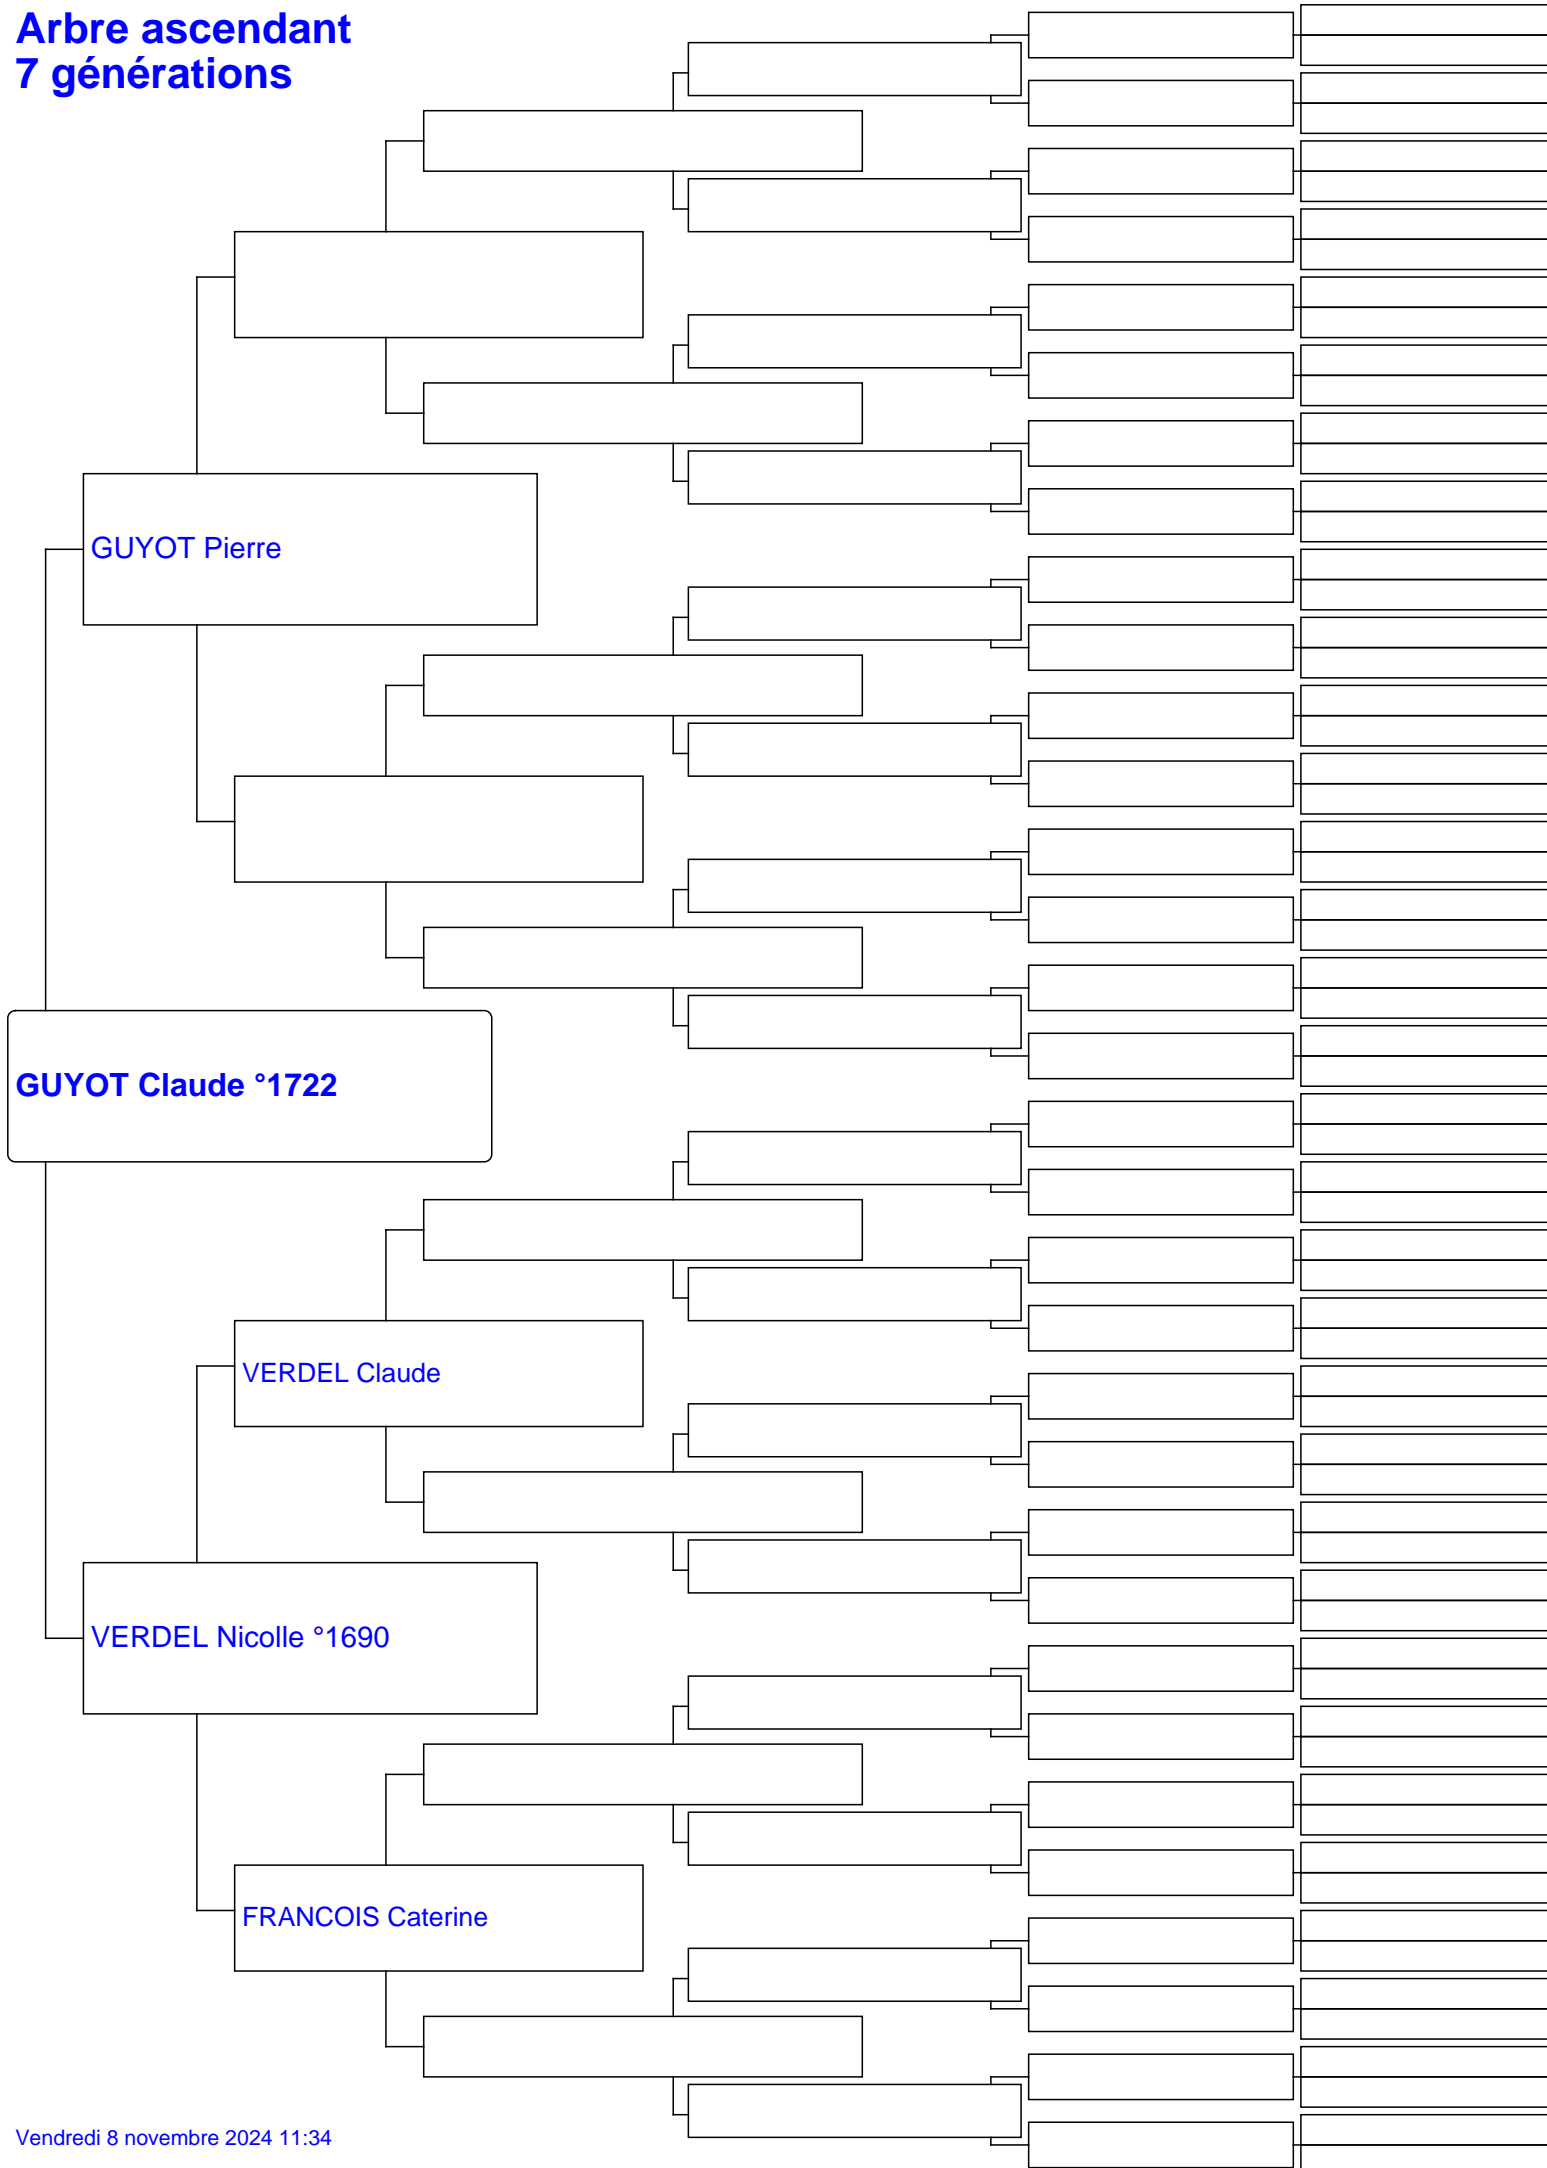 Arbre ascendant
7 générations
GUYOT Pierre
GUYOT Claude °1722
VERDEL Claude
VERDEL Nicolle °1690
FRANCOIS Caterine
Vendredi 8 novembre 2024 11:34